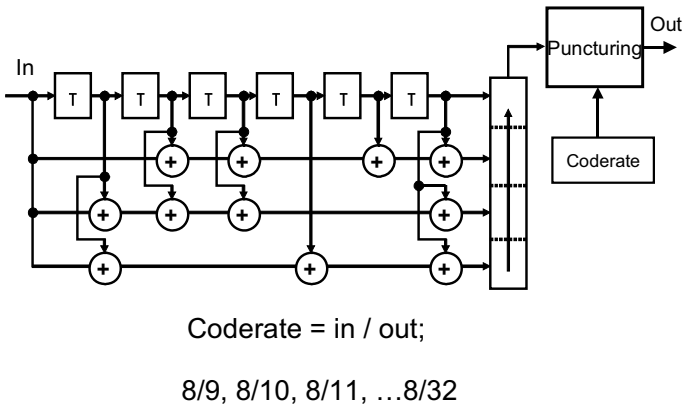 Out
Puncturing
In
T T T T T T
+ + + +
Coderate
+ + + +
+ + +
Coderate = in / out;
8/9, 8/10, 8/11, …8/32